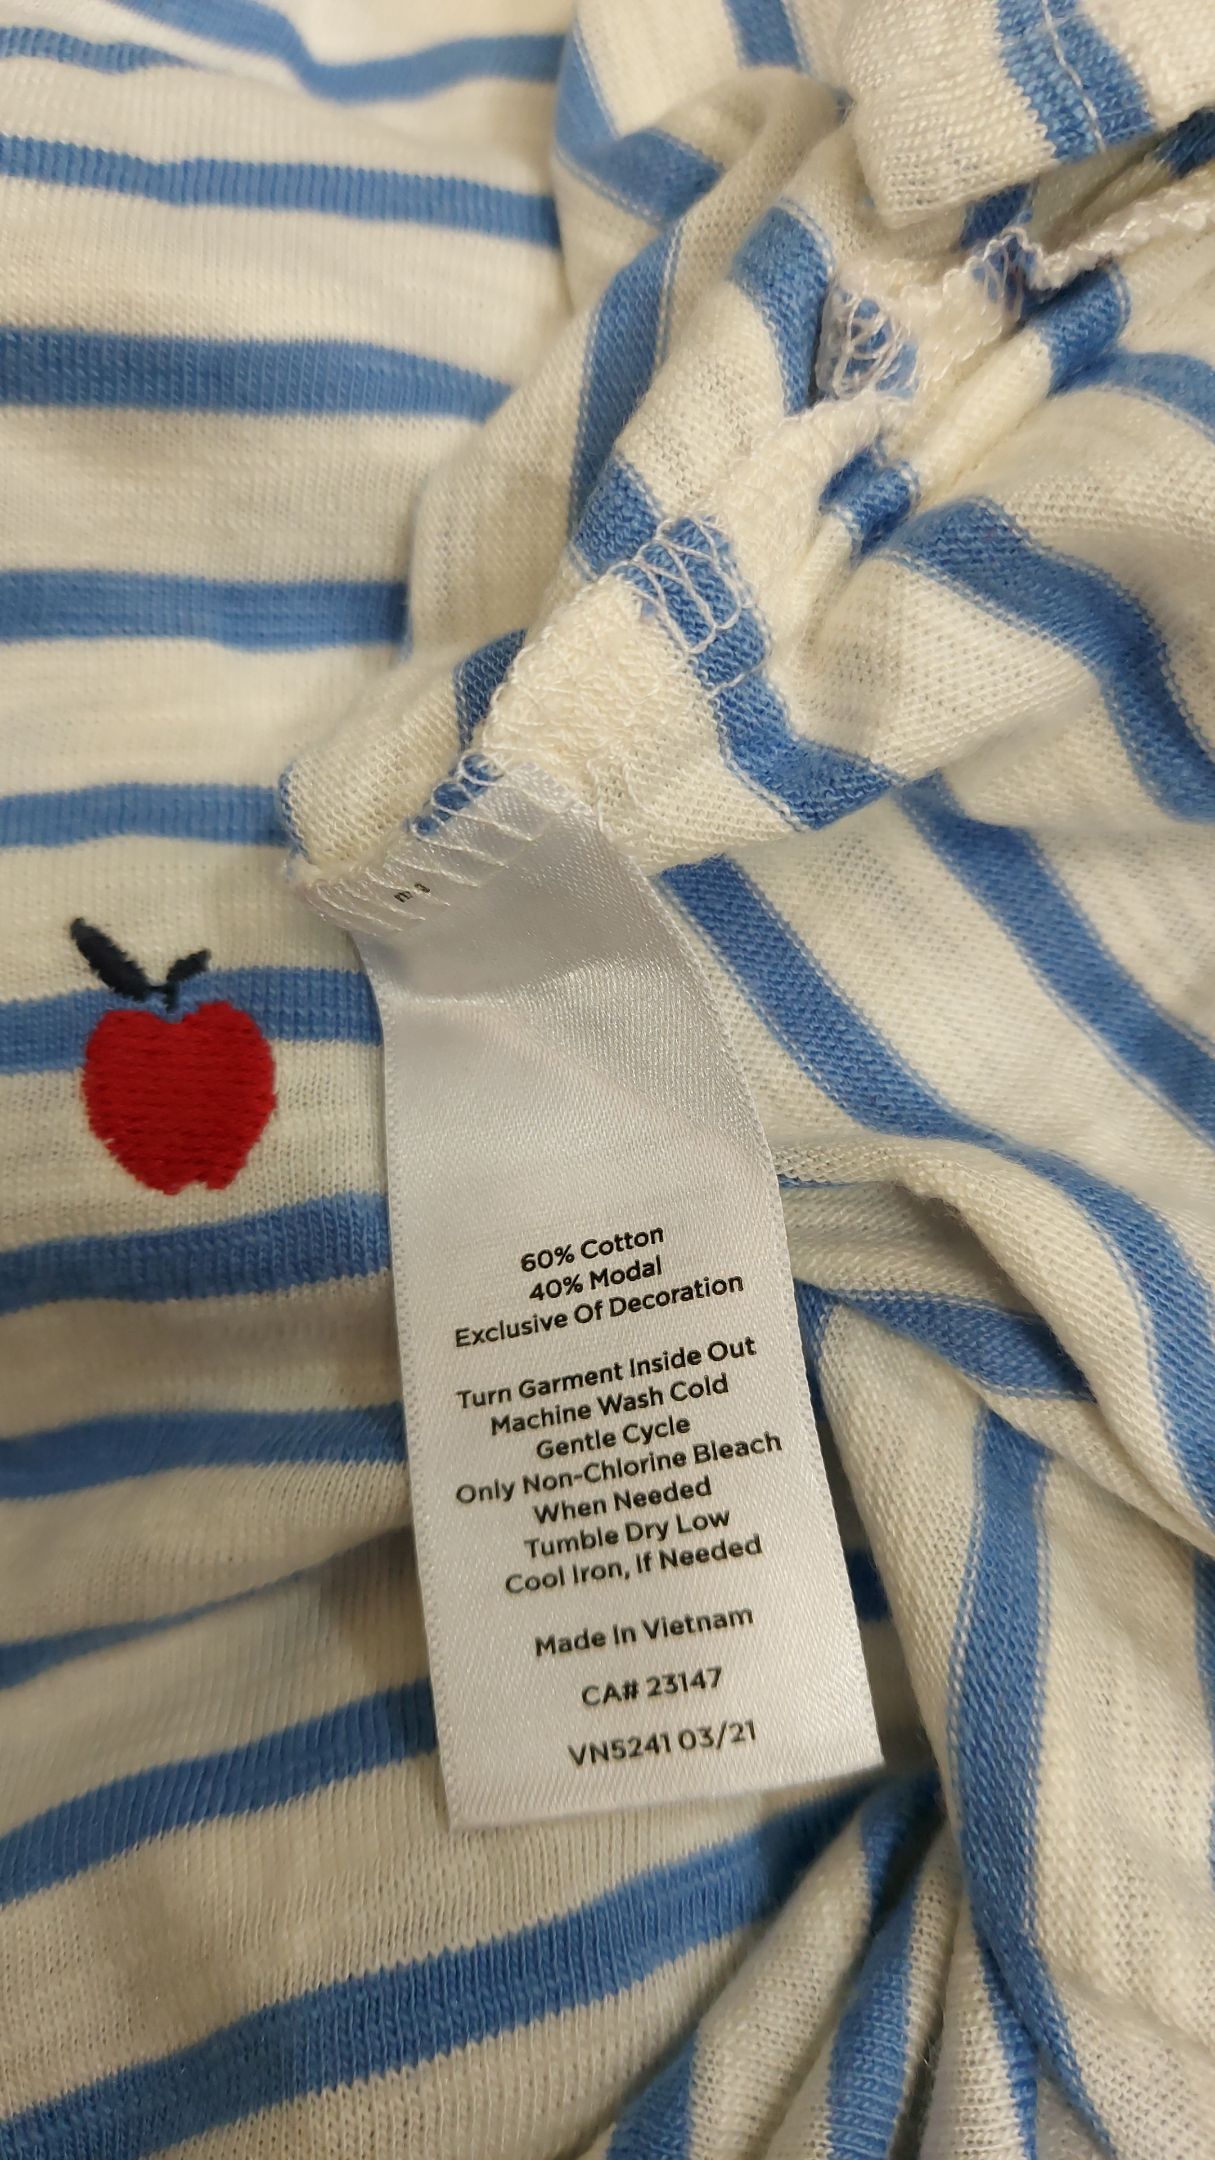 60% Cotton
40% Modal
Exclusive Of Decoration
Turn Garment Inside Out
Machine Wash Cold
Gentle Cycle
Only Non-Chlorine Bleach
When Needed
Tumble Dry Low
Cool Iron, If Needed
Made In Vietnam
CA# 23147
VN5241 03/21